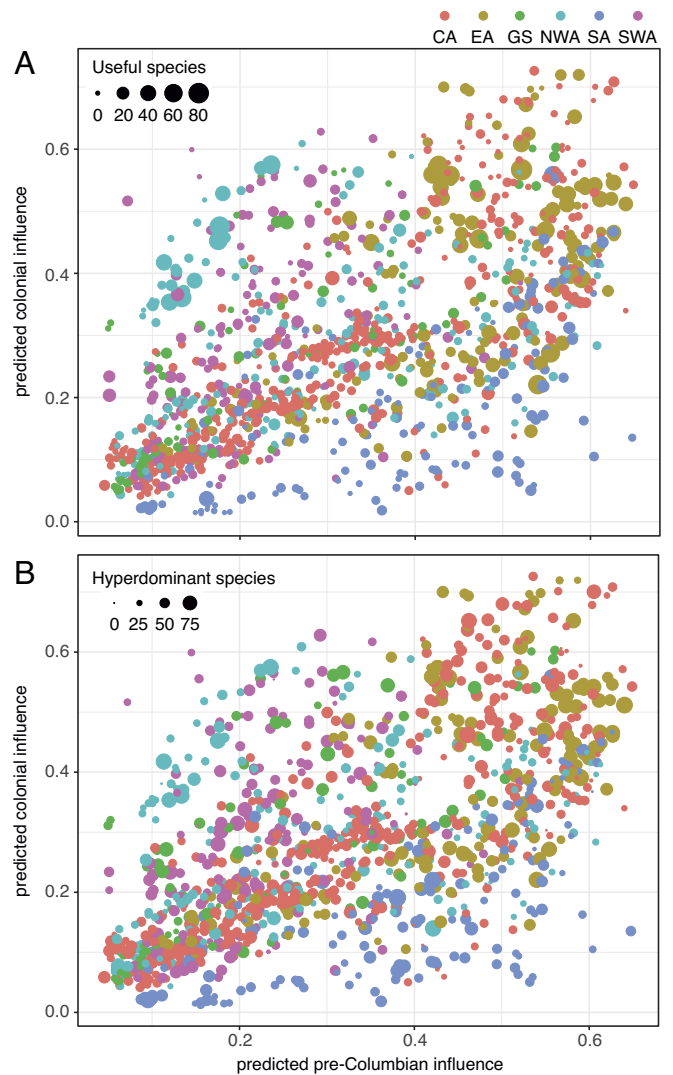 CA EA GS NWA SA SWA
A
Useful species
0 20 40 60 80
predicted colonial influence
0.6
0.4
0.2
0.0
B
Hyperdominant species
0 25 50 75
predicted colonial influence
0.6
0.4
0.2
0.0
0.2 0.4 0.6
predicted pre-Columbian influence